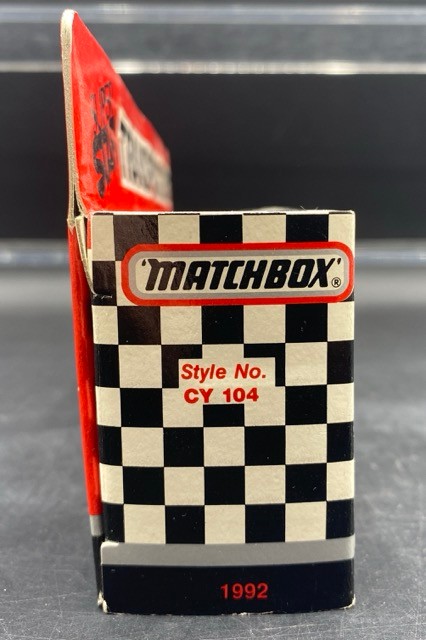 'MATCHBOX'®
Style No.
CY 104
1992